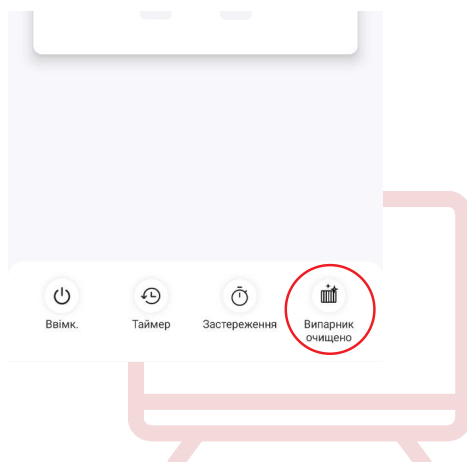 Ввімк.
Таймер
Застереження
Випарник
очищено